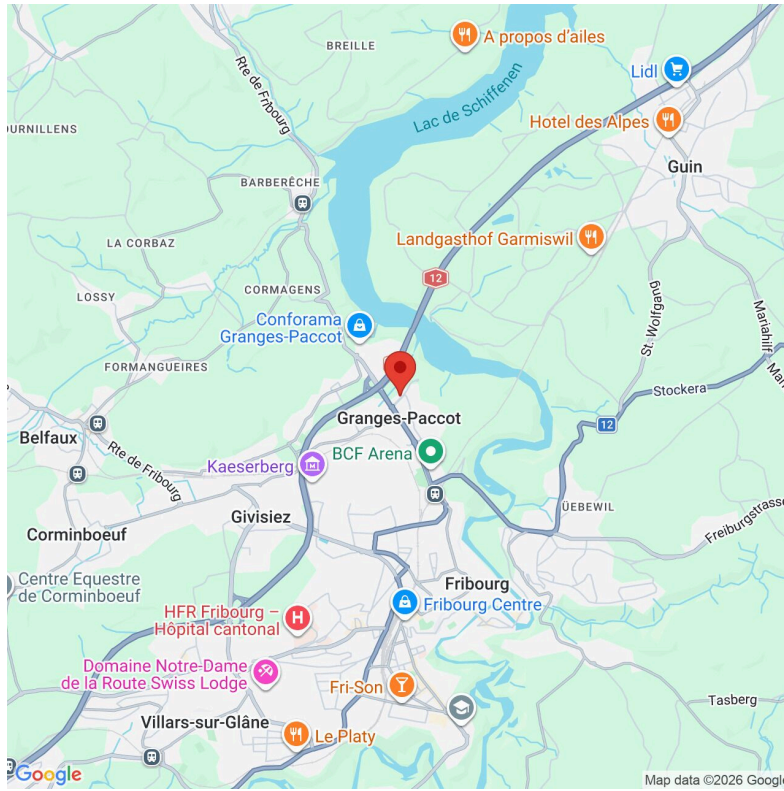 BREILLE
A propos d'ailes
Rte de Fribourg
Lidl
Lac de Schiffenen
Hotel des Alpes
Guin
BARBERÊCHE
Landgasthof Garmiswil
LA CORBAZ
12
CORMAGENS
LOSSY
St. Wolfgang
Mariahilf
Conforama
Granges-Paccot
FORMANGUEIRES
Stockera
Granges-Paccot
12
Belfaux
BCF Arena
Rte de Fribourg
Kaeserberg
ÜEBEWIL
Givisiez
Freiburgstrasse
Corminboeuf
Centre Equestre
de Corminboeuf
Fribourg
Fribourg Centre
HFR Fribourg –
Hôpital cantonal
H
Domaine Notre-Dame
de la Route Swiss Lodge
Fri-Son
Tasberg
Villars-sur-Glâne
Le Platy
Google
Map data ©2026 Google